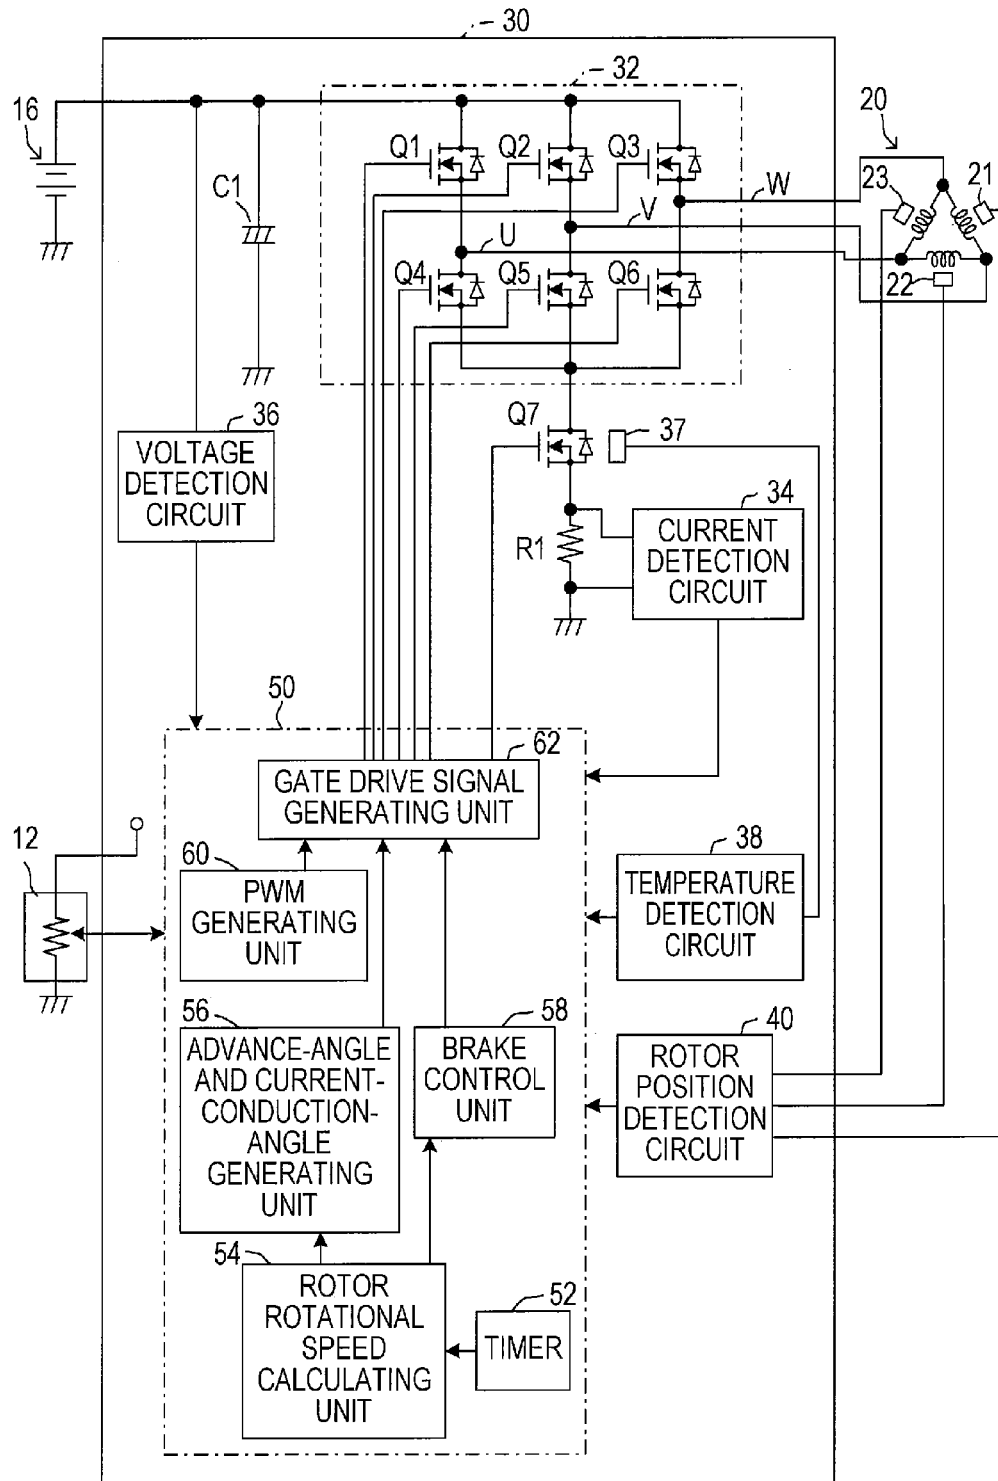 30
32
16
Q1
Q2
Q3
20
23
21
C1
W
V
U
Q4
Q5
Q6
22
36
Q7
37
VOLTAGE
DETECTION
CIRCUIT
34
R1
CURRENT
DETECTION
CIRCUIT
50
62
GATE DRIVE SIGNAL
GENERATING UNIT
12
60
PWM
GENERATING
UNIT
38
TEMPERATURE
DETECTION
CIRCUIT
56
ADVANCE-ANGLE
AND CURRENT-
CONDUCTION-
ANGLE
GENERATING
UNIT
58
BRAKE
CONTROL
UNIT
40
ROTOR
POSITION
DETECTION
CIRCUIT
54
ROTOR
ROTATIONAL
SPEED
CALCULATING
UNIT
52
TIMER